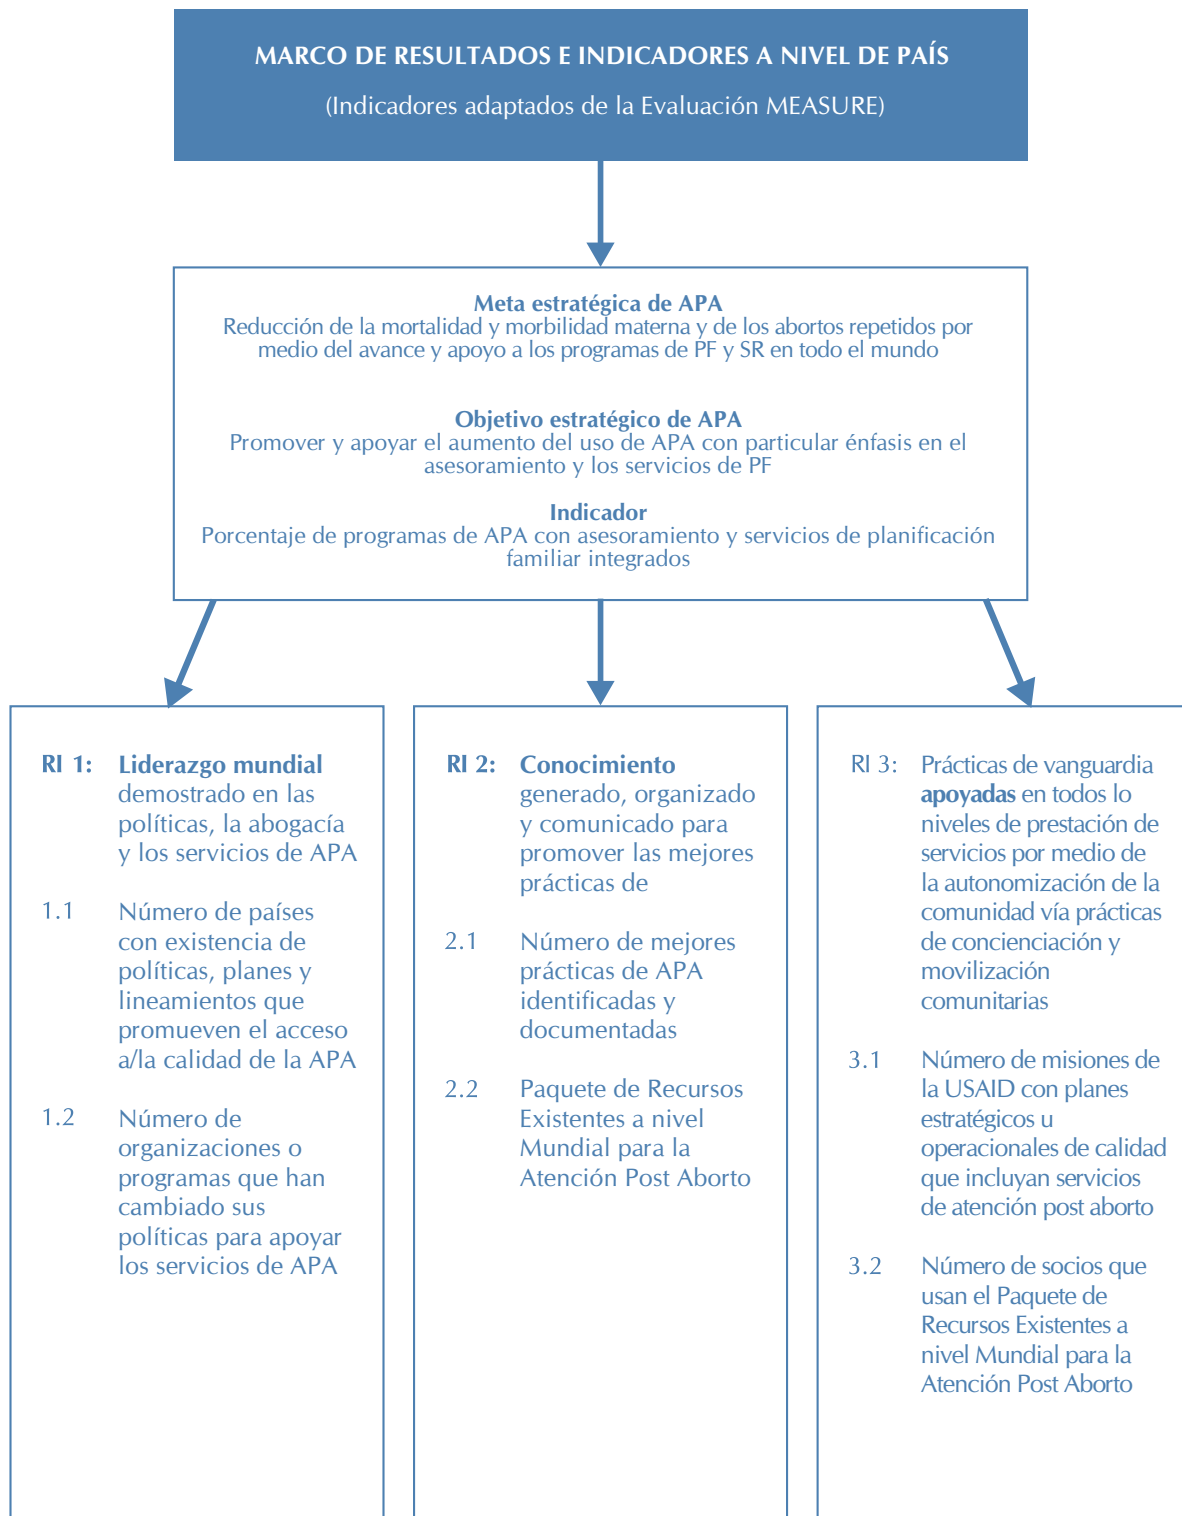 MARCO DE RESULTADOS E INDICADORES A NIVEL DE PAÍS
(Indicadores adaptados de la Evaluación MEASURE)
Meta estratégica de APA
Reducción de la mortalidad y morbilidad materna y de los abortos repetidos por
medio del avance y apoyo a los programas de PF y SR en todo el mundo
Objetivo estratégico de APA
Promover y apoyar el aumento del uso de APA con particular énfasis en el
asesoramiento y los servicios de PF
Indicador
Porcentaje de programas de APA con asesoramiento y servicios de planificación
familiar integrados
RI 1: Liderazgo mundial
demostrado en las
políticas, la abogacía
y los servicios de APA
1.1 Número de países
con existencia de
políticas, planes y
lineamientos que
promueven el acceso
a/la calidad de la APA
1.2 Número de
organizaciones o
programas que han
cambiado sus
políticas para apoyar
los servicios de APA
RI 2: Conocimiento
generado, organizado
y comunicado para
promover las mejores
prácticas de
2.1 Número de mejores
prácticas de APA
identificadas y
documentadas
2.2 Paquete de Recursos
Existentes a nivel
Mundial para la
Atención Post Aborto
RI 3: Prácticas de vanguardia
apoyadas en todos lo
niveles de prestación de
servicios por medio de
la autonomización de la
comunidad vía prácticas
de concienciación y
movilización
comunitarias
3.1 Número de misiones de
la USAID con planes
estratégicos u
operacionales de calidad
que incluyan servicios
de atención post aborto
3.2 Número de socios que
usan el Paquete de
Recursos Existentes a
nivel Mundial para la
Atención Post Aborto